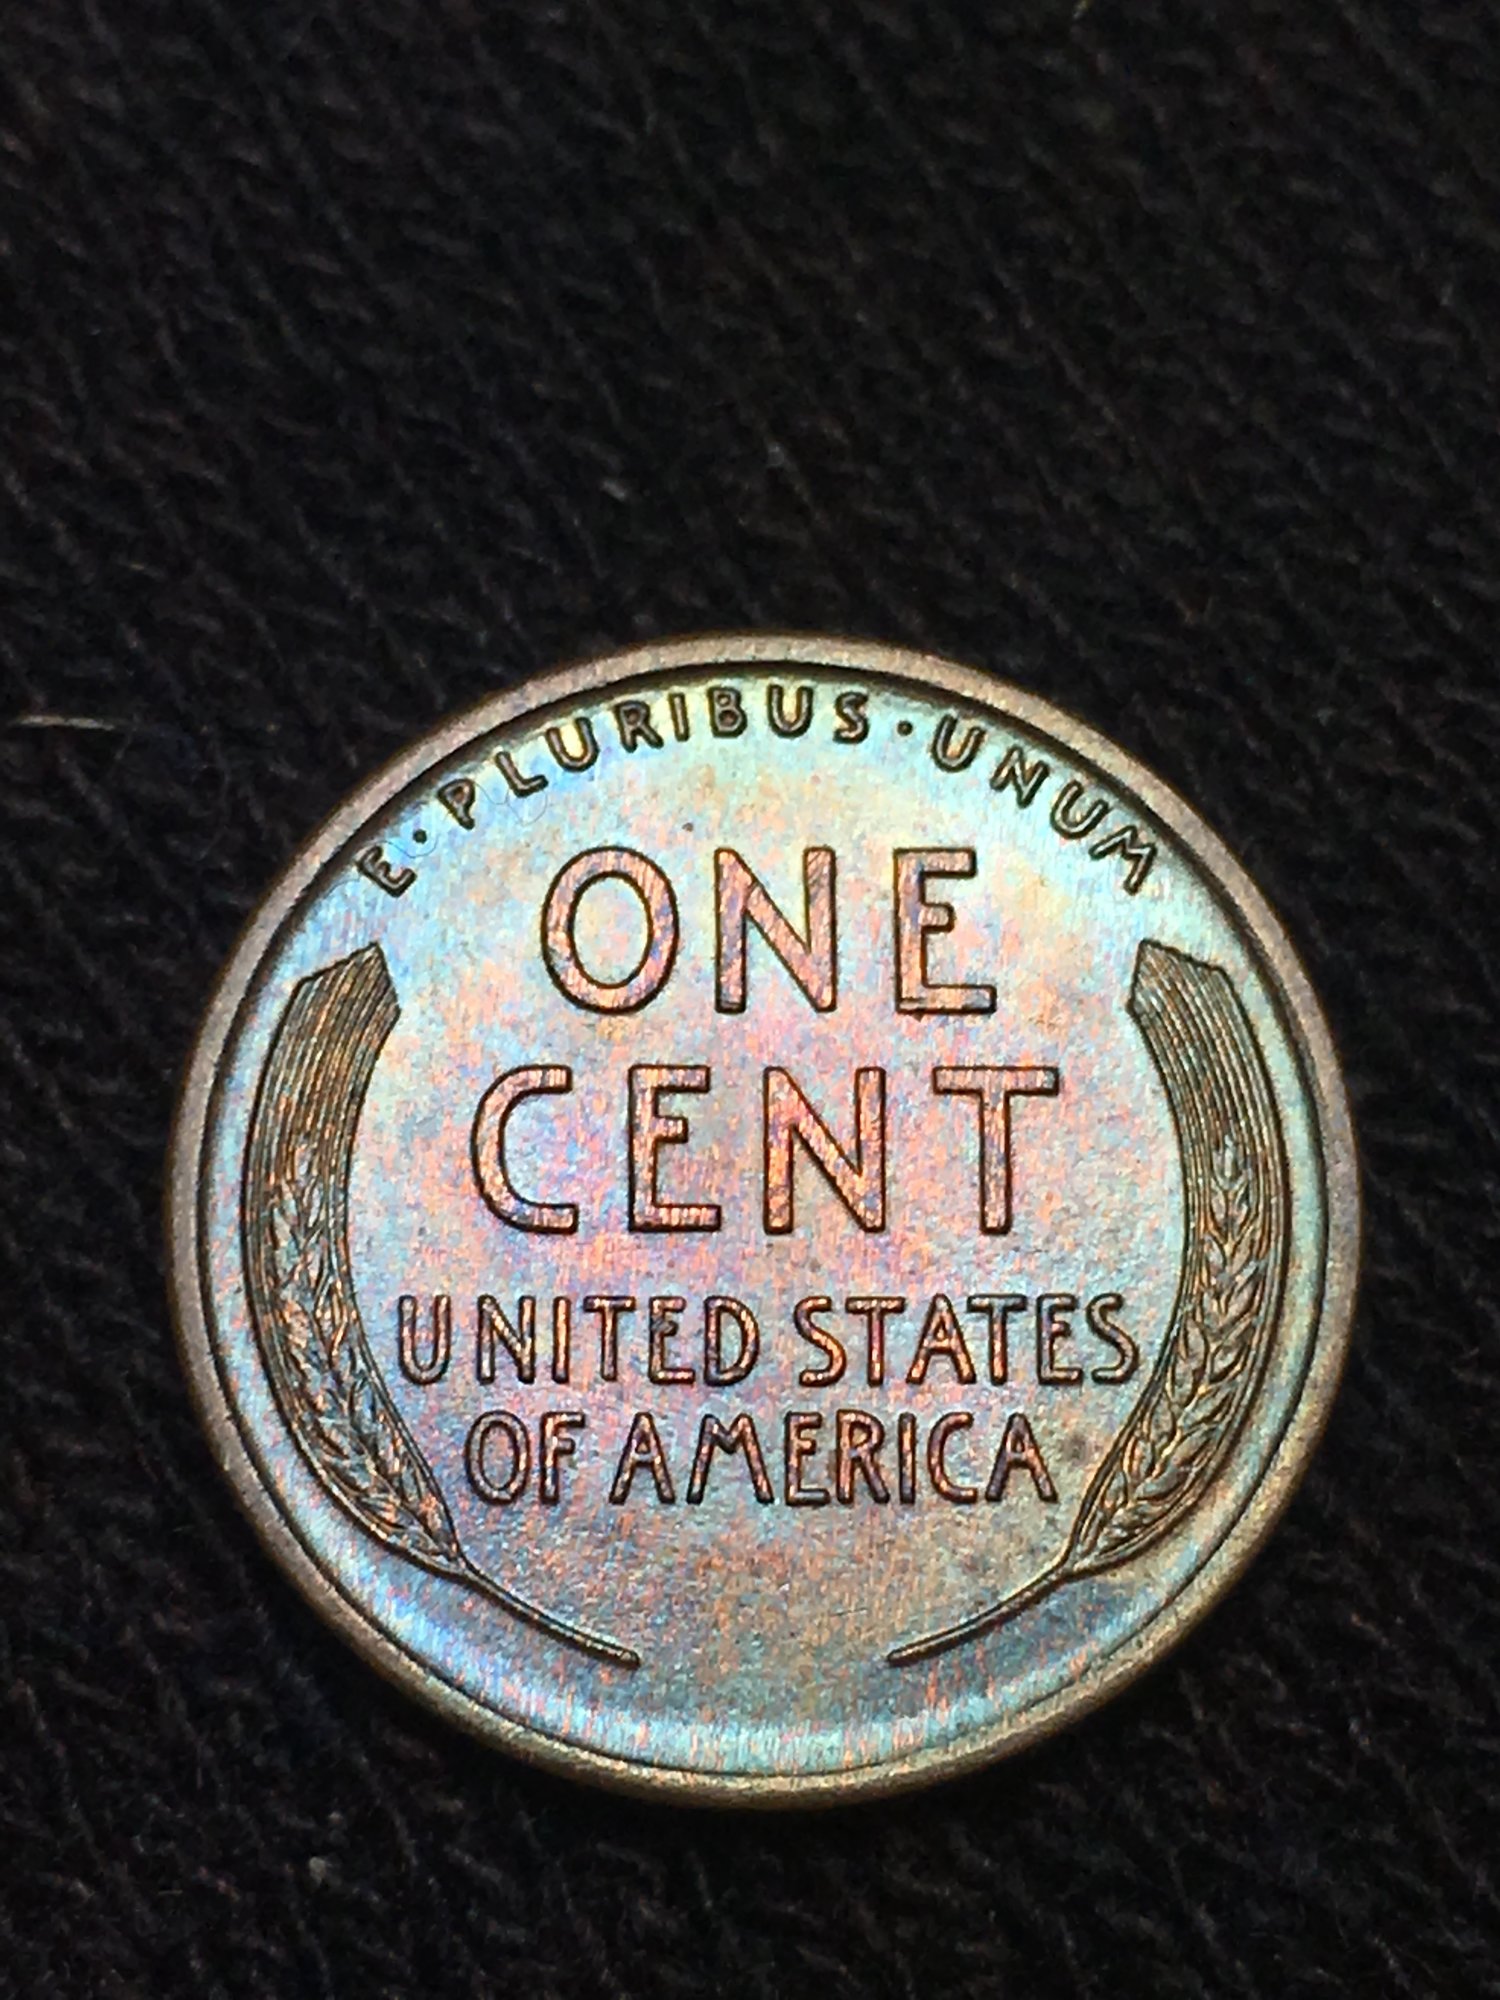 E·PLURIBUS·UNUM
ONE
CENT
UNITED STATES
OF AMERICA